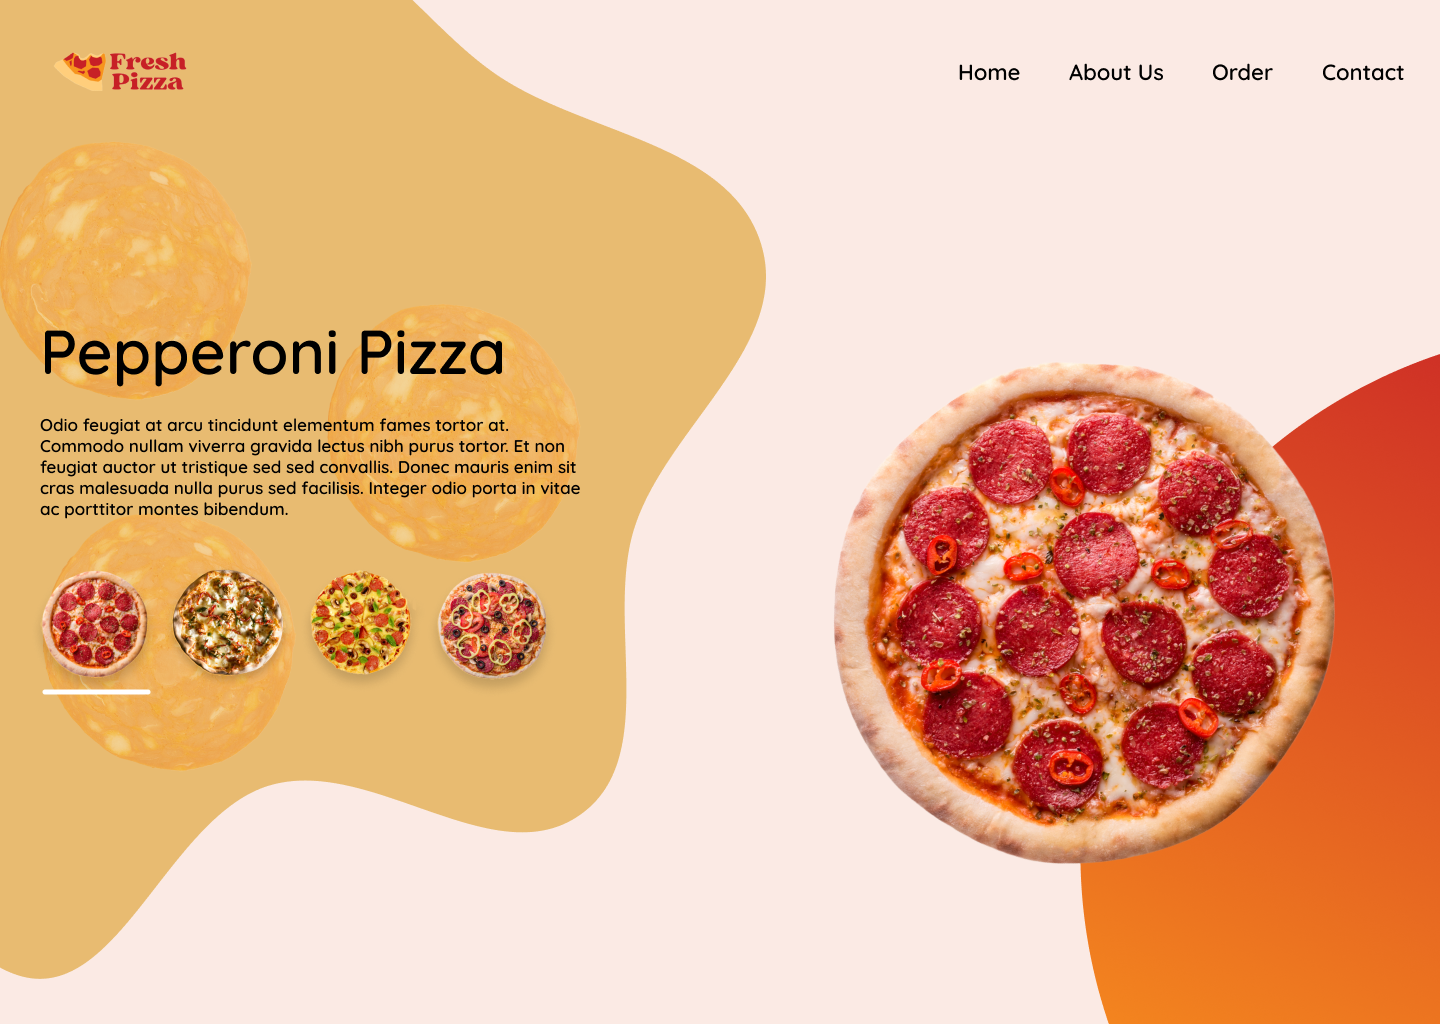 Fresh
Pizza
Home
About Us
Order
Contact
Pepperoni Pizza
Odio feugiat at arcu tincidunt elementum fames tortor at.
Commodo nullam viverra gravida lectus nibh purus tortor. Et non
feugiat auctor ut tristique sed sed convallis. Donec mauris enim sit
cras malesuada nulla purus sed facilisis. Integer odio porta in vitae
ac porttitor montes bibendum.